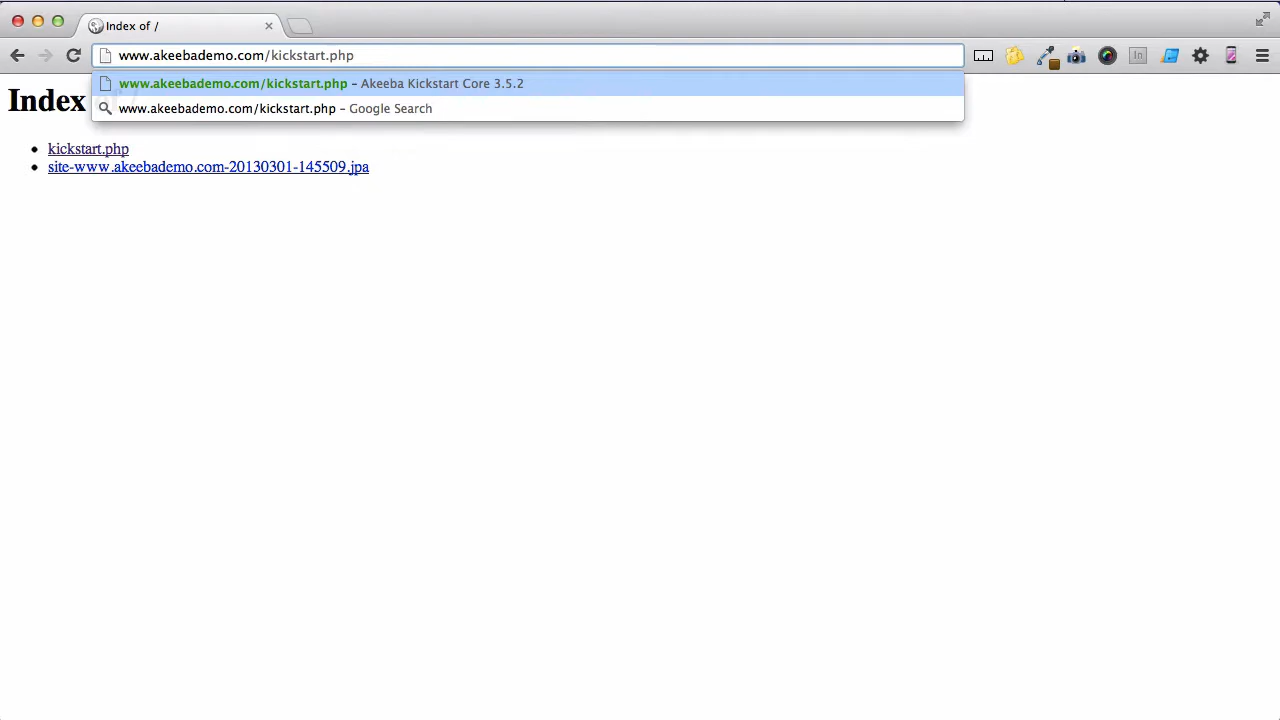 Index of /
www.akeebademo.com/kickstart.php
www.akeebademo.com/kickstart.php – Akeeba Kickstart Core 3.5.2
www.akeebademo.com/kickstart.php – Google Search
Index
kickstart.php
site-www.akeebademo.com-20130301-145509.jpa